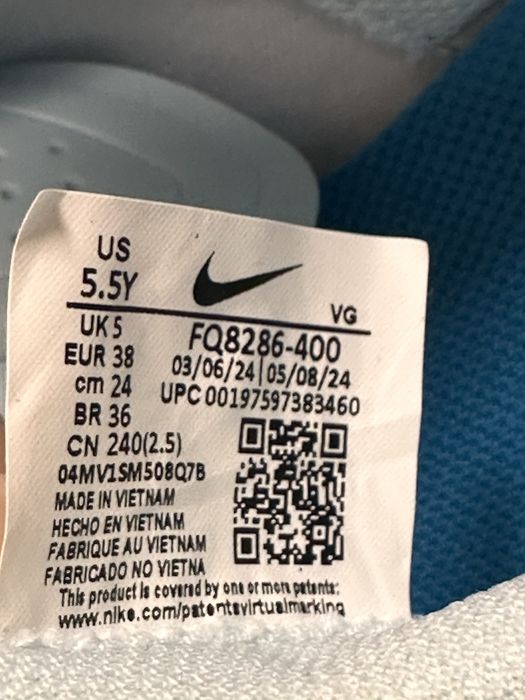 US
5.5Y
VG
UK 5
FQ8286-400
EUR 38
03/06/24|05/08/24
cm 24
UPC 00197597383460
BR 36
CN 240(2.5)
04MV1SM508Q7B
MADE IN VIETNAM
HECHO EN VIETNAM
FABRIQUE AU VIETNAM
FABRICADO NO VIETNA
This product is covered by one or more patents:
www.nike.com/patentsvirtualmarking